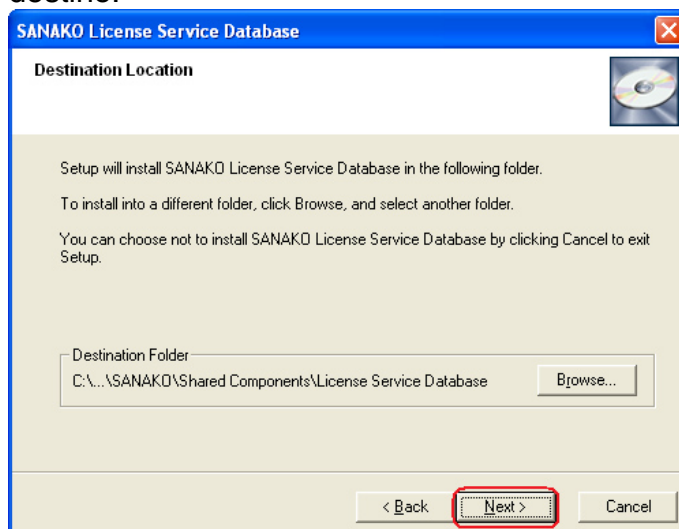 destino.
SANAKO License Service Database
Destination Location
Setup will install SANAKO License Service Database in the following folder.
To install into a different folder, click Browse, and select another folder.
You can choose not to install SANAKO License Service Database by clicking Cancel to exit
Setup.
Destination Folder
C:\...\SANAKO\Shared Components\License Service Database
Browse...
< Back
Next >
Cancel